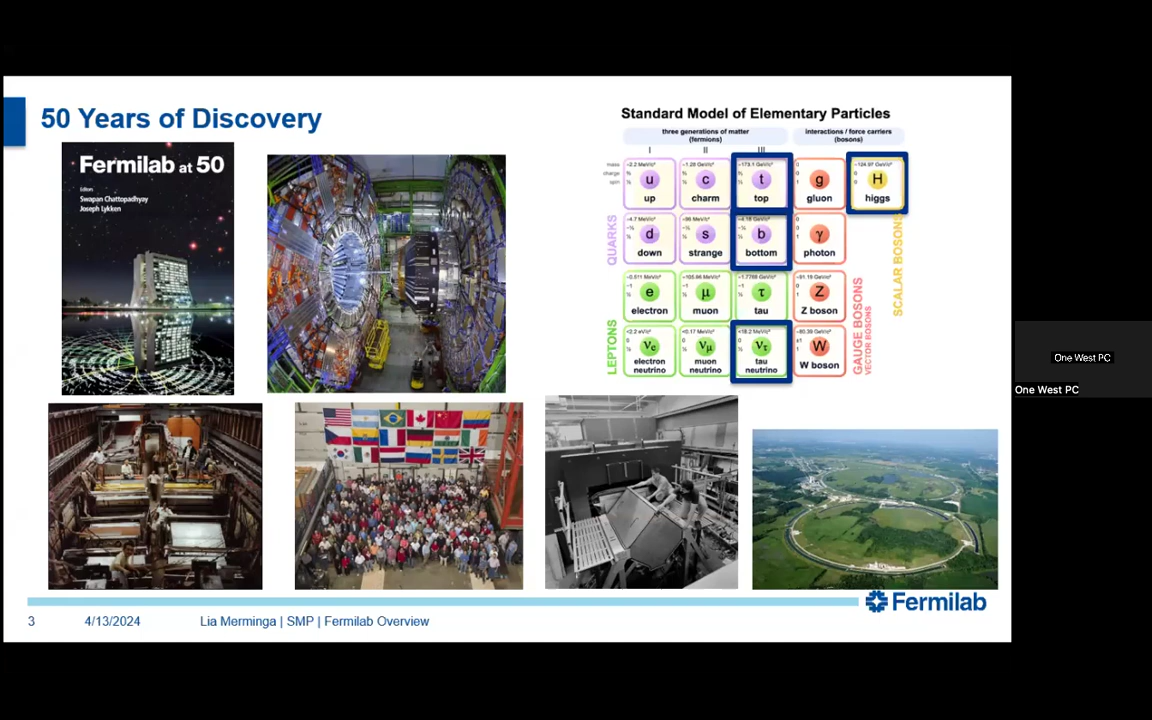 50 Years of Discovery
Fermilab at 50
Editors
Swapan Chattopadhyay
Joseph Lykken
Standard Model of Elementary Particles
three generations of matter
(fermions)
interactions / force carriers
(bosons)
I II III
mass
charge
spin
u c t g H
up charm top gluon higgs
d s b γ
down strange bottom photon
e μ τ Z
electron muon tau Z boson
νe νμ ντ W
electron neutrino muon neutrino tau neutrino W boson
QUARKS
LEPTONS
GAUGE BOSONS
VECTOR BOSONS
SCALAR BOSONS
One West PC
One West PC
Fermilab
3 4/13/2024 Lia Merminga | SMP | Fermilab Overview